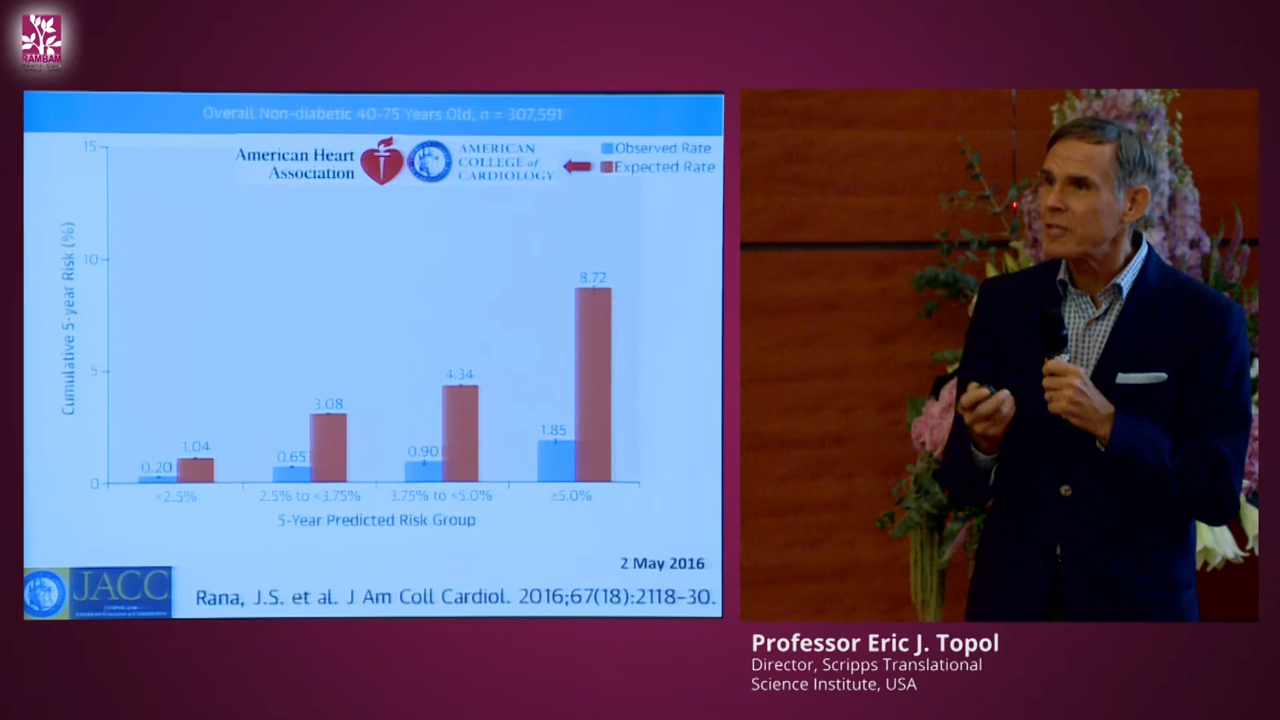 RAMBAM
Overall Non-diabetic 40-75 Years Old, n = 307,591
American Heart
Association
AMERICAN
COLLEGE of
CARDIOLOGY
Observed Rate
Expected Rate
Cumulative 5-year Risk (%)
15
10
5
0
0.20
1.04
0.65
3.08
0.90
4.34
1.85
8.72
<2.5%
2.5% to <3.75%
3.75% to <5.0%
≥5.0%
5-Year Predicted Risk Group
2 May 2016
JACC
Rana, J.S. et al. J Am Coll Cardiol. 2016;67(18):2118-30.
Professor Eric J. Topol
Director, Scripps Translational
Science Institute, USA